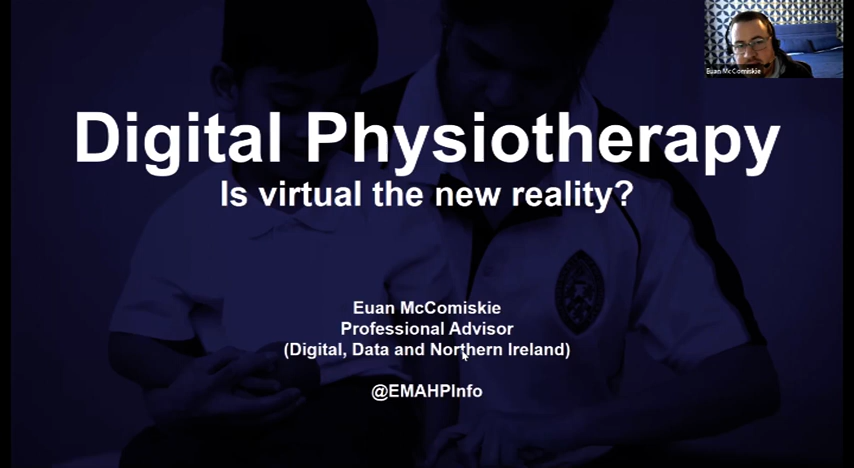 Euan McComiskie
Digital Physiotherapy
Is virtual the new reality?
Euan McComiskie
Professional Advisor
(Digital, Data and Northern Ireland)
@EMAHPInfo